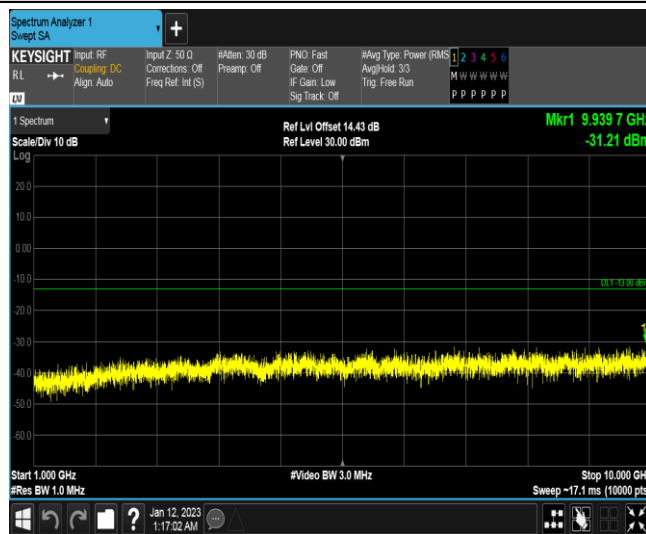 Spectrum Analyzer 1
Swept SA
KEYSIGHT
RL
Input: RF
Coupling: DC
Align: Auto
Input Z: 50 Ω
Corrections: Off
Freq Ref: Int (S)
#Atten: 30 dB
Preamp: Off
PNO: Fast
Gate: Off
IF Gain: Low
Sig Track: Off
#Avg Type: Power (RMS
Avg|Hold: 3/3
Trig: Free Run
1 2 3 4 5 6
M W W W W W
P P P P P P
LXI
1 Spectrum
Scale/Div 10 dB
Ref Lvl Offset 14.43 dB
Ref Level 30.00 dBm
Mkr1 9.939 7 GHz
-31.21 dBm
Log
20.0
10.0
0.00
-10.0
DL1 -13.00 dBm
-20.0
-30.0
1
-40.0
-50.0
-60.0
Start 1.000 GHz
#Res BW 1.0 MHz
#Video BW 3.0 MHz
Stop 10.000 GH
Sweep ~17.1 ms (10000 pts
Jan 12, 2023
1:17:02 AM